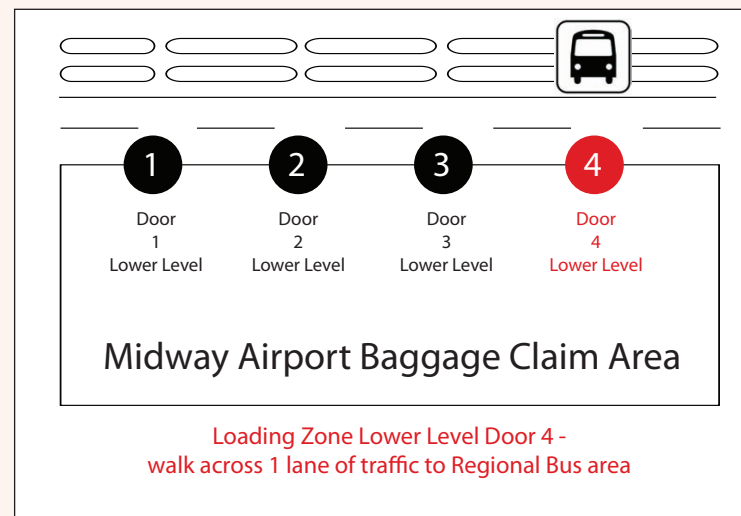 1 2 3 4
Door Door Door Door
1 2 3 4
Lower Level Lower Level Lower Level Lower Level
Midway Airport Baggage Claim Area
Loading Zone Lower Level Door 4 -
walk across 1 lane of traffic to Regional Bus area